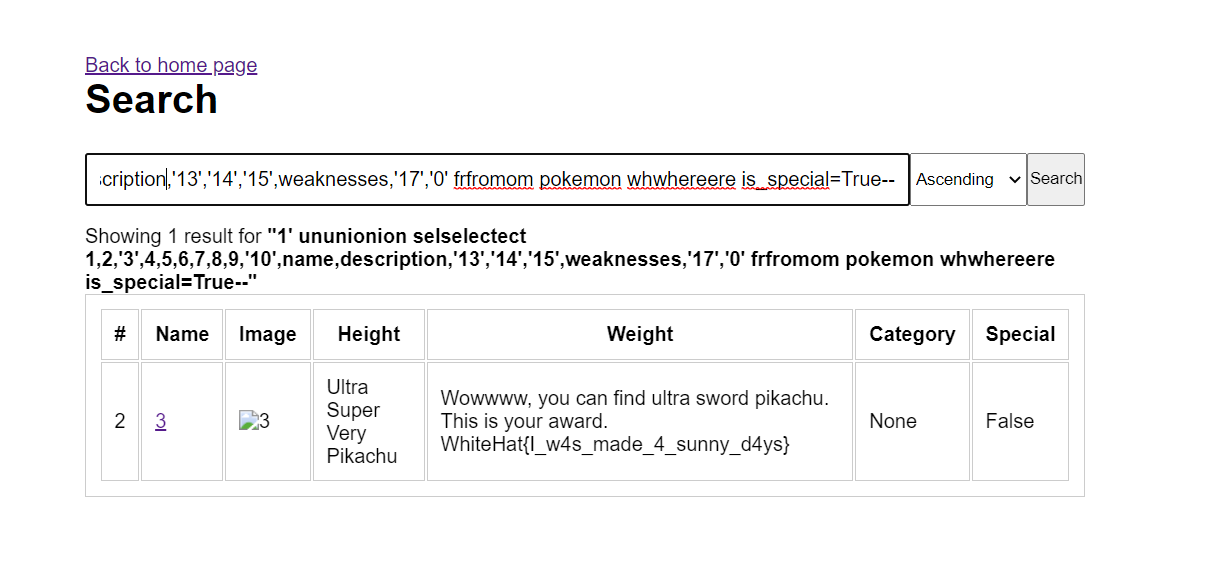 Back to home page
Search
scription,'13','14','15',weaknesses,'17','0' frfromom pokemon whwhereere is_special=True--
Ascending
Search
Showing 1 result for "1' ununionion selselectect
1,2,'3',4,5,6,7,8,9,'10',name,description,'13','14','15',weaknesses,'17','0' frfromom pokemon whwhereere
is_special=True--"
# Name Image Height Weight Category Special
2 3 3 Ultra Super Very Pikachu Wowwww, you can find ultra sword pikachu. This is your award. WhiteHat{I_w4s_made_4_sunny_d4ys} None False